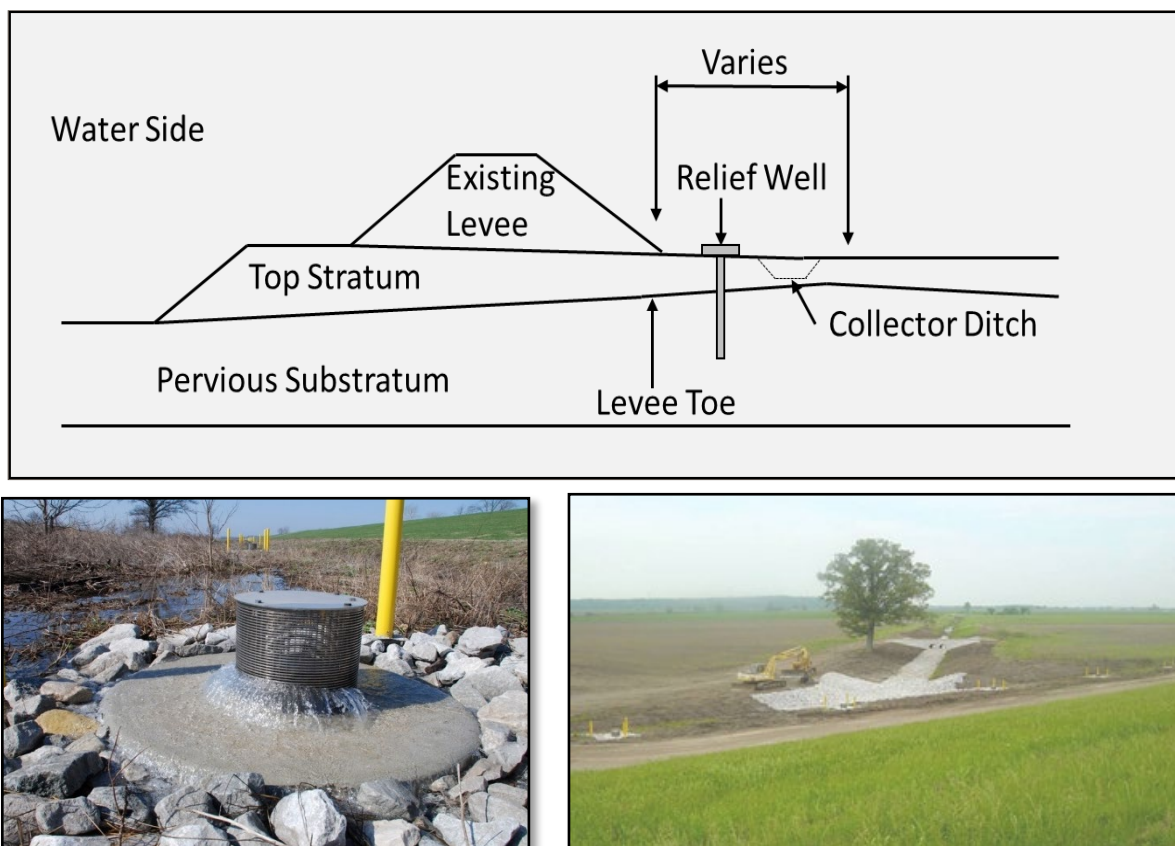 Varies
Water Side
Existing
Levee
Relief Well
Top Stratum
Collector Ditch
Pervious Substratum
Levee Toe